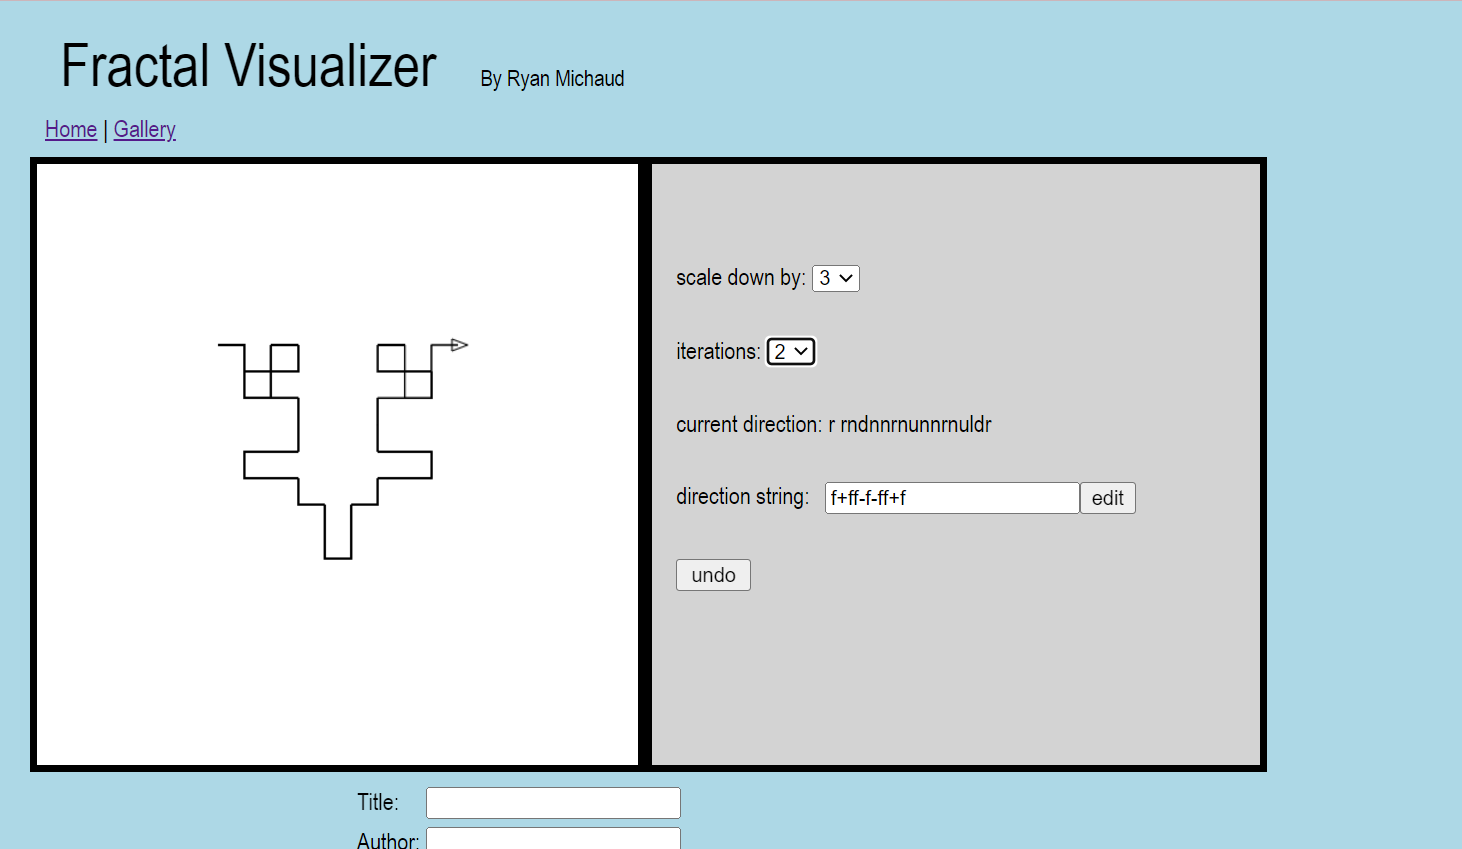 Fractal Visualizer By Ryan Michaud
Home | Gallery
scale down by: 3
iterations: 2
current direction: r rndnnrnunnrnuldr
direction string: f+ff-f-ff+f edit
undo
Title:
Author: